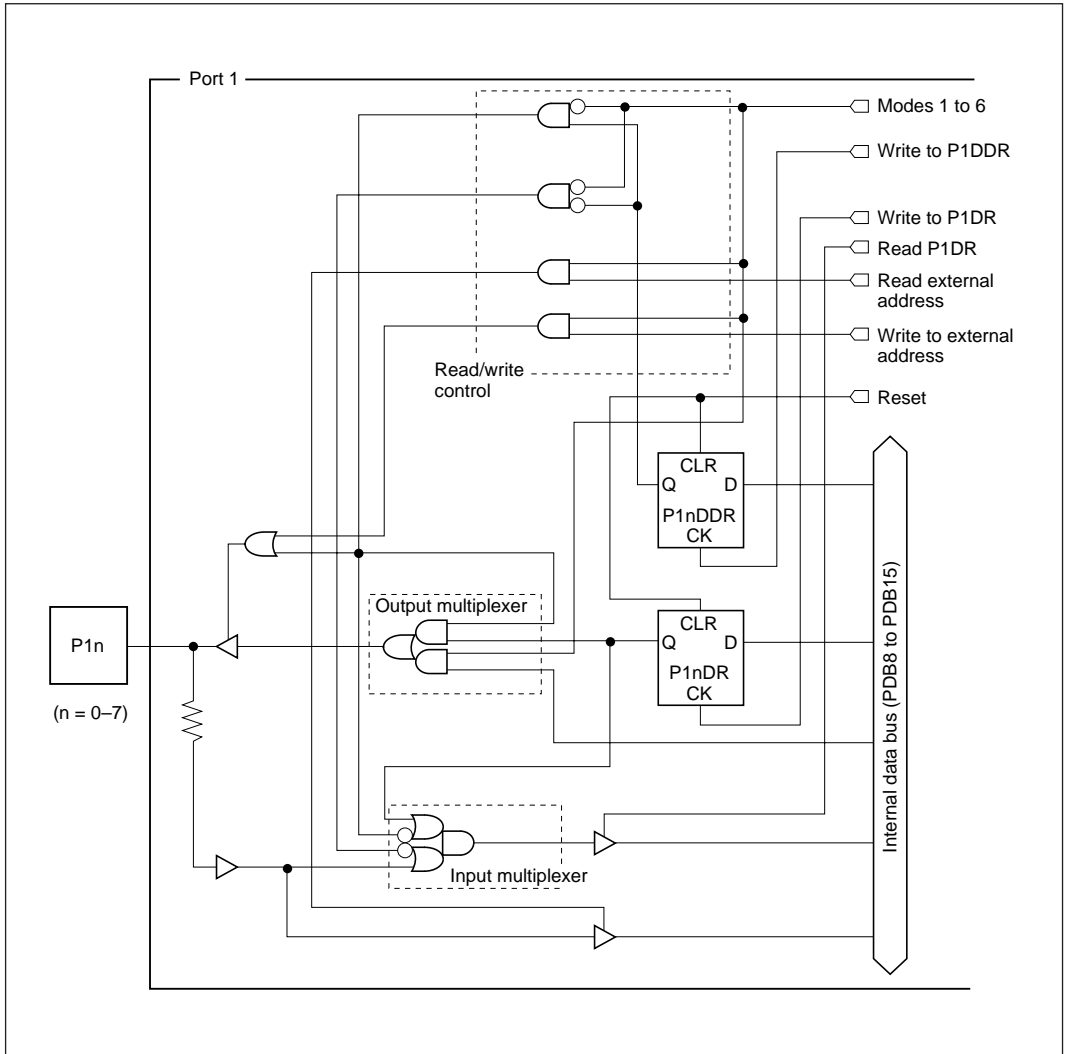 Port 1
Modes 1 to 6
Write to P1DDR
Write to P1DR
Read P1DR
Read external
address
Write to external
address
Read/write
control
Reset
CLR
Q D
P1nDDR
CK
Output multiplexer
CLR
Q D
P1nDR
CK
P1n
(n = 0–7)
Input multiplexer
Internal data bus (PDB8 to PDB15)